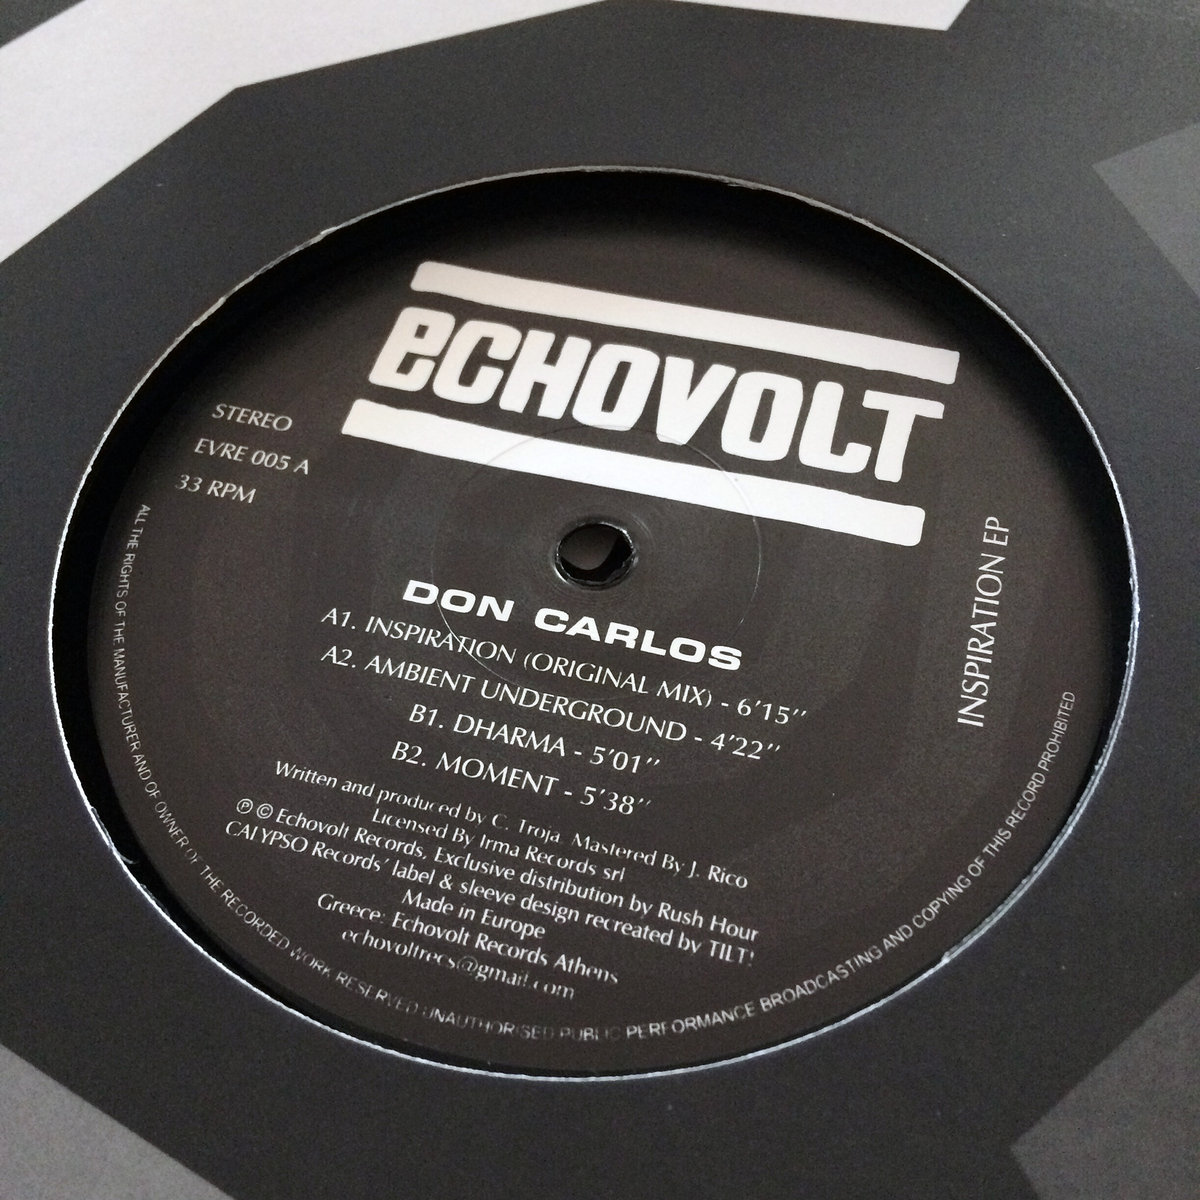 eCHOVOLT
STEREO
EVRE 005 A
33 RPM
INSPIRATION EP
DON CARLOS
A1. INSPIRATION (ORIGINAL MIX) - 6'15''
A2. AMBIENT UNDERGROUND - 4'22''
B1. DHARMA - 5'01''
B2. MOMENT - 5'38''
Written and produced by C. Troja. Mastered By J. Rico
Licensed By Irma Records srl
℗ © Echovolt Records, Exclusive distribution by Rush Hour
CALYPSO Records' label & sleeve design recreated by TILT!
Made in Europe
Greece: Echovolt Records Athens
echovoltrecs@gmail.com
ALL THE RIGHTS OF THE MANUFACTURER AND OF OWNER OF THE RECORDED WORK RESERVED UNAUTHORISED PUBLIC PERFORMANCE BROADCASTING AND COPYING OF THIS RECORD PROHIBITED